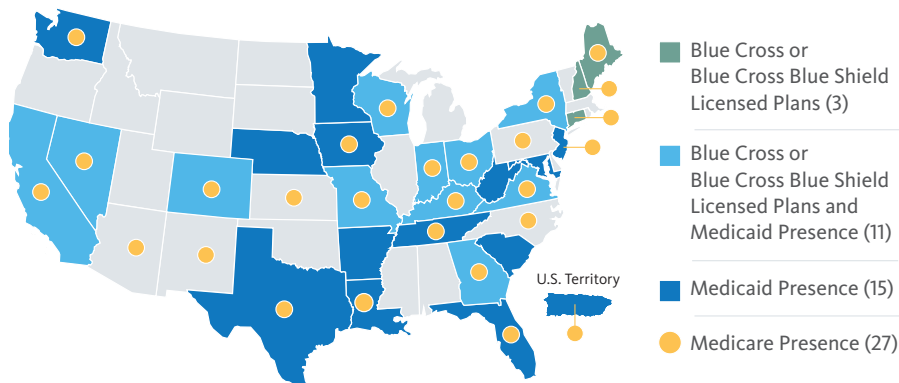 U.S. Territory
Blue Cross or
Blue Cross Blue Shield
Licensed Plans (3)
Blue Cross or
Blue Cross Blue Shield
Licensed Plans and
Medicaid Presence (11)
Medicaid Presence (15)
Medicare Presence (27)